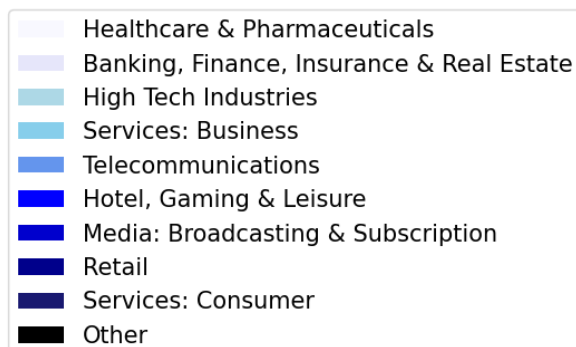 Healthcare & Pharmaceuticals
Banking, Finance, Insurance & Real Estate
High Tech Industries
Services: Business
Telecommunications
Hotel, Gaming & Leisure
Media: Broadcasting & Subscription
Retail
Services: Consumer
Other